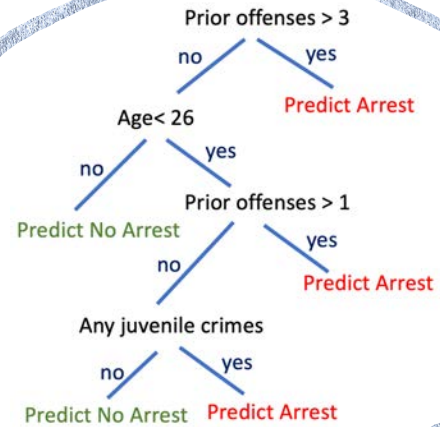 Prior offenses > 3
no
yes
Predict Arrest
Age< 26
no
yes
Predict No Arrest
Prior offenses > 1
no
yes
Predict Arrest
Any juvenile crimes
no
yes
Predict No Arrest
Predict Arrest